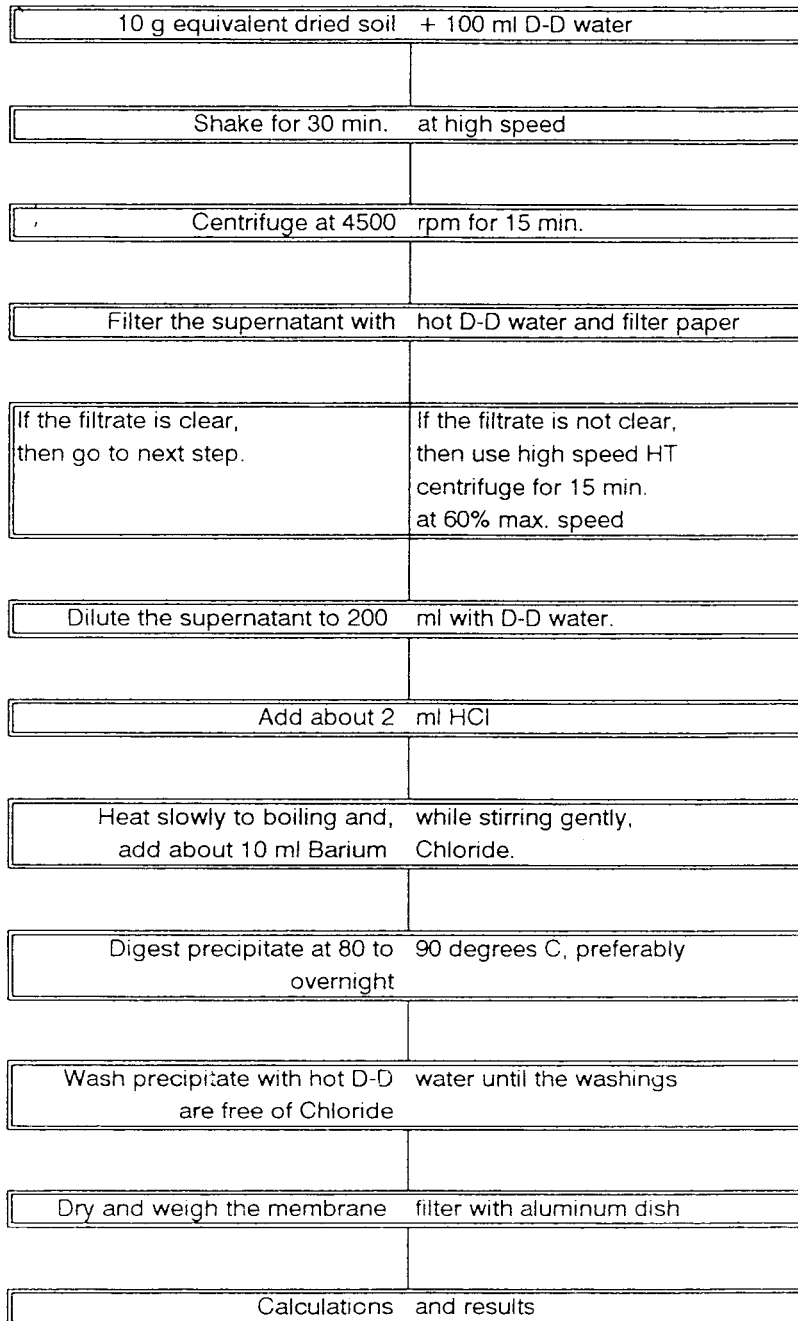 10 g equivalent dried soil + 100 ml D-D water
Shake for 30 min. at high speed
Centrifuge at 4500 rpm for 15 min.
Filter the supernatant with hot D-D water and filter paper
If the filtrate is clear,
then go to next step.
If the filtrate is not clear,
then use high speed HT
centrifuge for 15 min.
at 60% max. speed
Dilute the supernatant to 200 ml with D-D water.
Add about 2 ml HCl
Heat slowly to boiling and, while stirring gently,
add about 10 ml Barium Chloride.
Digest precipitate at 80 to 90 degrees C, preferably
overnight
Wash precipitate with hot D-D water until the washings
are free of Chloride
Dry and weigh the membrane filter with aluminum dish
Calculations and results